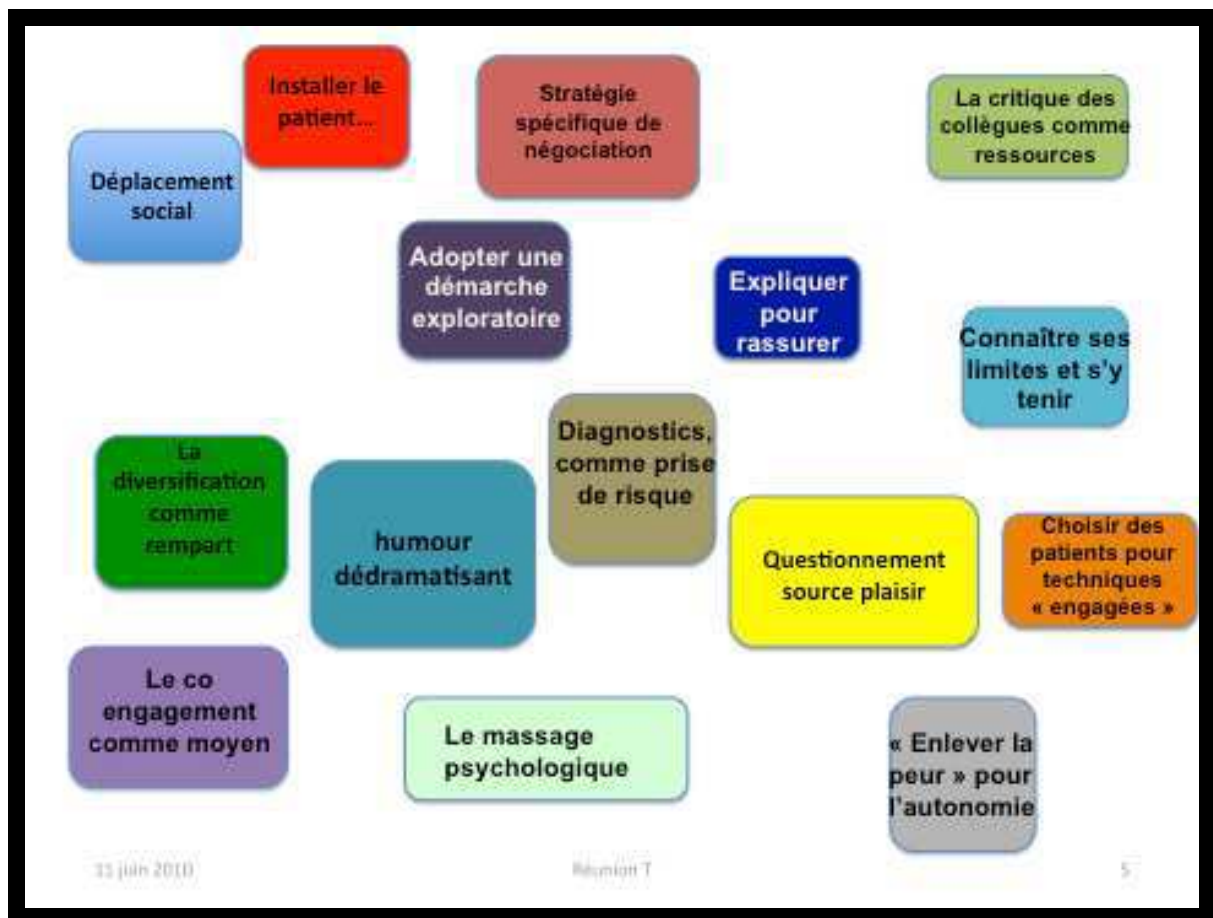 Installer le
patient...
Stratégie
spécifique de
négociation
La critique des
collègues comme
ressources
Déplacement
social
Adopter une
démarche
exploratoire
Expliquer
pour
rassurer
Connaître ses
limites et s'y
tenir
Diagnostics,
comme prise
de risque
La
diversification
comme
rempart
humour
dédramatisant
Questionnement
source plaisir
Choisir des
patients pour
techniques
« engagées »
Le co
engagement
comme moyen
Le massage
psychologique
« Enlever la
peur » pour
l'autonomie
11 juin 2010
Réunion T
5